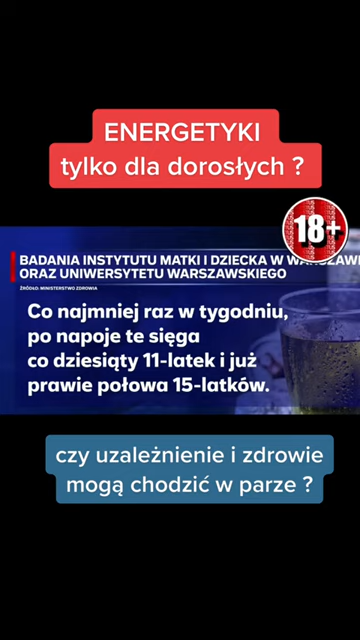 ENERGETYKI
tylko dla dorosłych ?
18+
BADANIA INSTYTUTU MATKI I DZIECKA W
ORAZ UNIWERSYTETU WARSZAWSKIEGO
ŹRÓDŁO: MINISTERSTWO ZDROWIA
Co najmniej raz w tygodniu,
po napoje te sięga
co dziesiąty 11-latek i już
prawie połowa 15-latków.
czy uzależnienie i zdrowie
mogą chodzić w parze ?